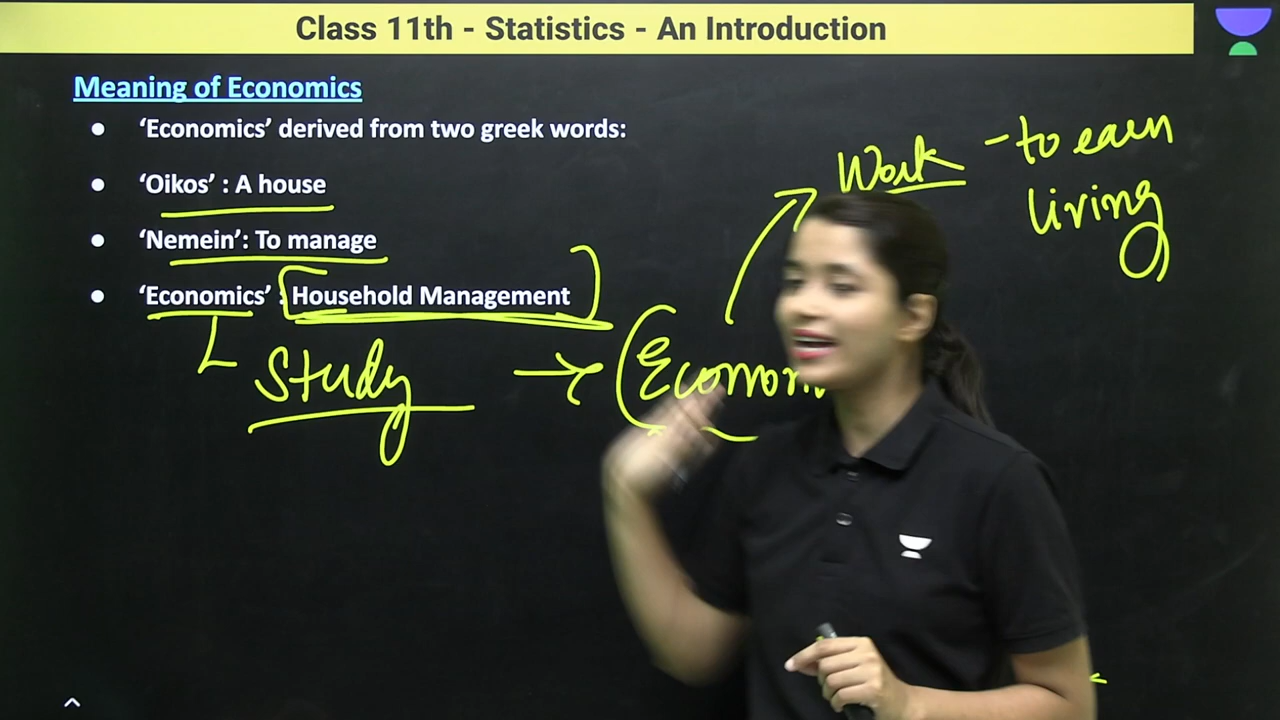 Class 11th - Statistics - An Introduction
Meaning of Economics
● ‘Economics’ derived from two greek words:
● ‘Oikos’ : A house
● ‘Nemein’: To manage
● ‘Economics’ : Household Management
Work - to earn
living
Study →